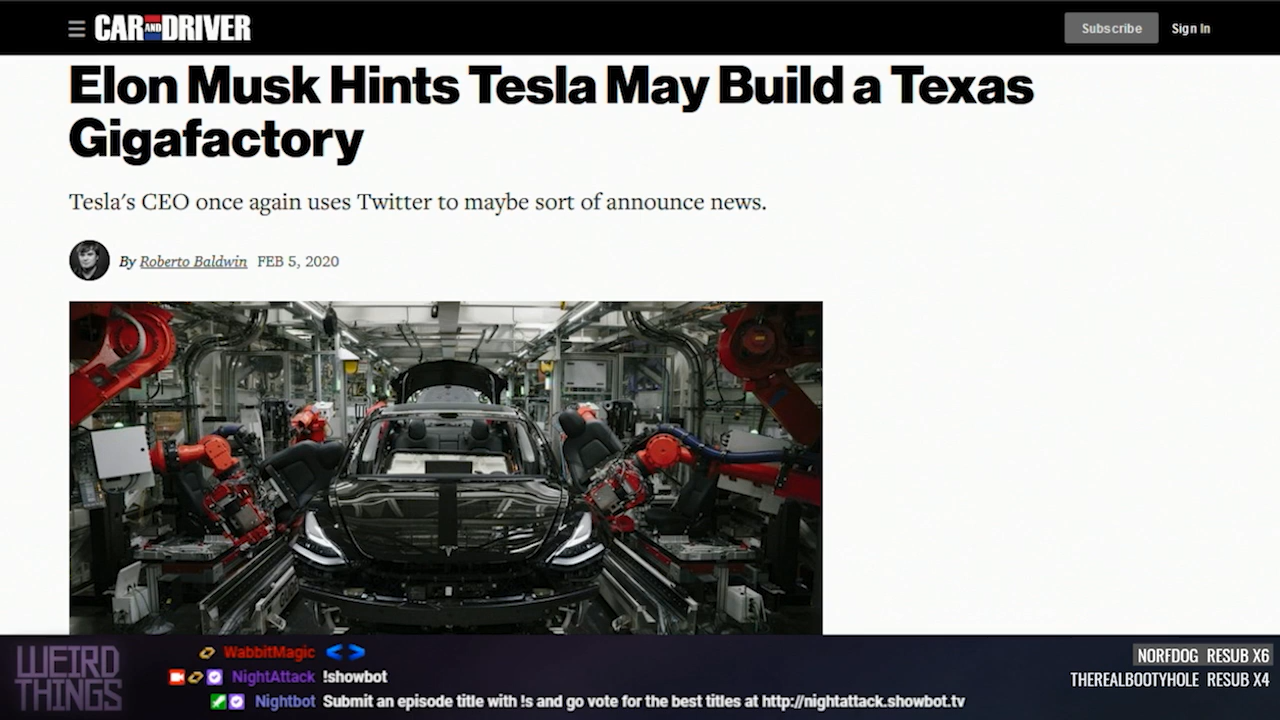 CAR AND DRIVER
Subscribe
Sign In
Elon Musk Hints Tesla May Build a Texas
Gigafactory
Tesla's CEO once again uses Twitter to maybe sort of announce news.
By Roberto Baldwin FEB 5, 2020
WEIRD
THINGS
WabbitMagic <>
NightAttack !showbot
Nightbot Submit an episode title with !s and go vote for the best titles at http://nightattack.showbot.tv
NORFDOG RESUB X6
THEREALBOOTYHOLE RESUB X4